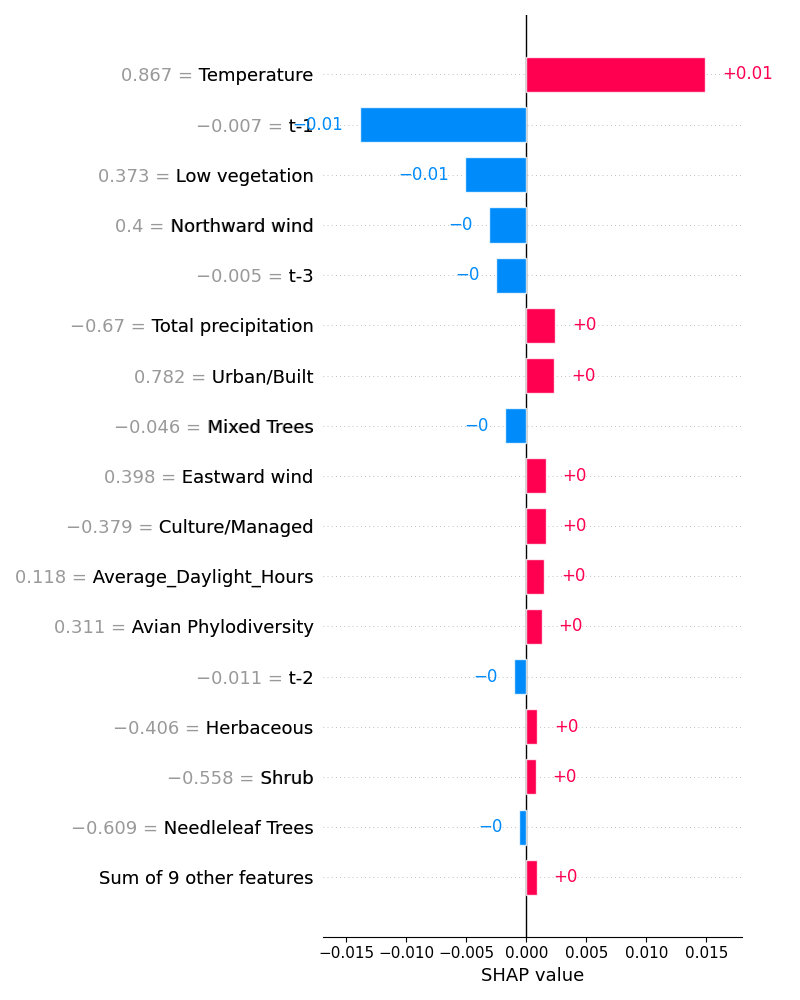 0.867 = Temperature +0.01
−0.007 = t-1 −0.01
0.373 = Low vegetation −0.01
0.4 = Northward wind −0
−0.005 = t-3 −0
−0.67 = Total precipitation +0
0.782 = Urban/Built +0
−0.046 = Mixed Trees −0
0.398 = Eastward wind +0
−0.379 = Culture/Managed +0
0.118 = Average_Daylight_Hours +0
0.311 = Avian Phylodiversity +0
−0.011 = t-2 −0
−0.406 = Herbaceous +0
−0.558 = Shrub +0
−0.609 = Needleleaf Trees −0
Sum of 9 other features +0
−0.015 −0.010 −0.005 0.000 0.005 0.010 0.015
SHAP value